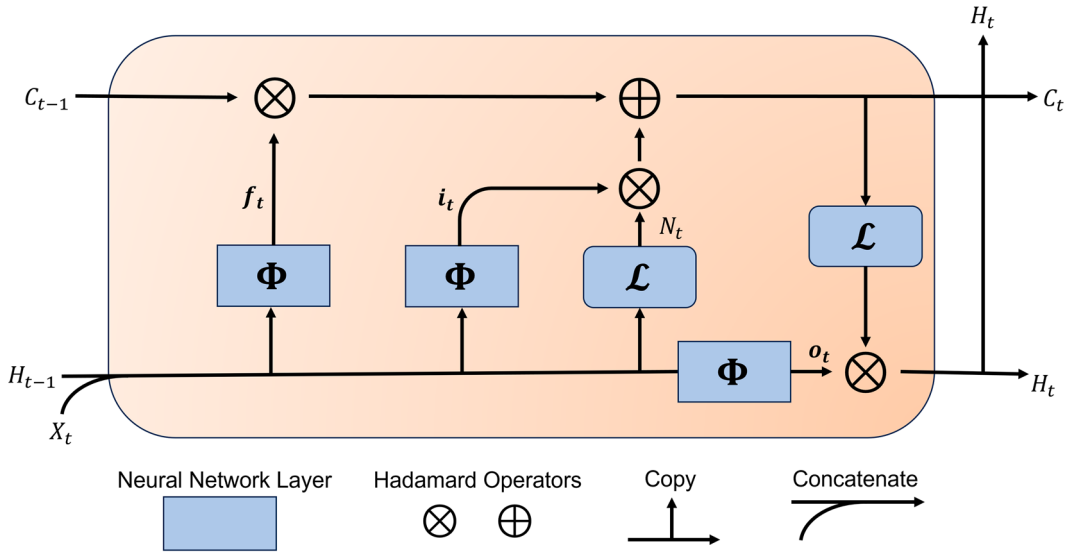 H_t
C_{t-1}
C_t
f_t
i_t
N_t
ℒ
Φ
Φ
ℒ
H_{t-1}
Φ
o_t
H_t
X_t
Neural Network Layer
Hadamard Operators
Copy
Concatenate